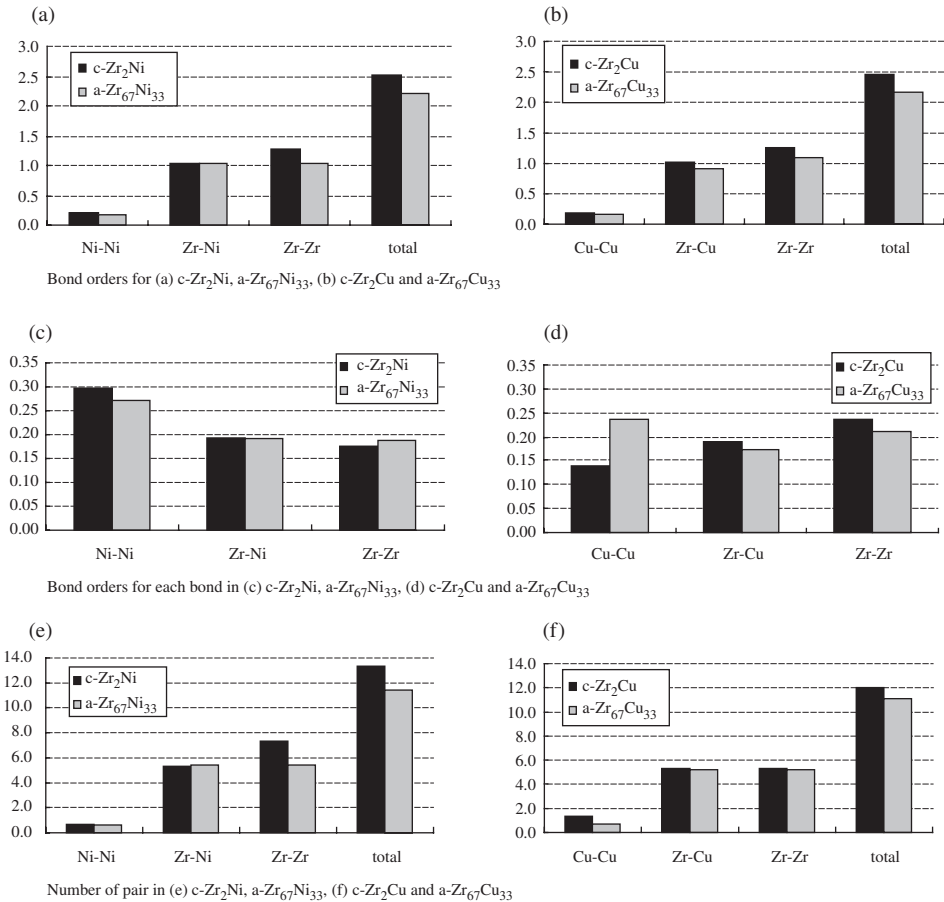 (a)
3.0
2.5
2.0
1.5
1.0
0.5
0.0
c-Zr₂Ni
a-Zr₆₇Ni₃₃
Ni-Ni Zr-Ni Zr-Zr total
(b)
3.0
2.5
2.0
1.5
1.0
0.5
0.0
c-Zr₂Cu
a-Zr₆₇Cu₃₃
Cu-Cu Zr-Cu Zr-Zr total
Bond orders for (a) c-Zr₂Ni, a-Zr₆₇Ni₃₃, (b) c-Zr₂Cu and a-Zr₆₇Cu₃₃
(c)
0.35
0.30
0.25
0.20
0.15
0.10
0.05
0.00
c-Zr₂Ni
a-Zr₆₇Ni₃₃
Ni-Ni Zr-Ni Zr-Zr
(d)
0.35
0.30
0.25
0.20
0.15
0.10
0.05
0.00
c-Zr₂Cu
a-Zr₆₇Cu₃₃
Cu-Cu Zr-Cu Zr-Zr
Bond orders for each bond in (c) c-Zr₂Ni, a-Zr₆₇Ni₃₃, (d) c-Zr₂Cu and a-Zr₆₇Cu₃₃
(e)
14.0
12.0
10.0
8.0
6.0
4.0
2.0
0.0
c-Zr₂Ni
a-Zr₆₇Ni₃₃
Ni-Ni Zr-Ni Zr-Zr total
(f)
14.0
12.0
10.0
8.0
6.0
4.0
2.0
0.0
c-Zr₂Cu
a-Zr₆₇Cu₃₃
Cu-Cu Zr-Cu Zr-Zr total
Number of pair in (e) c-Zr₂Ni, a-Zr₆₇Ni₃₃, (f) c-Zr₂Cu and a-Zr₆₇Cu₃₃